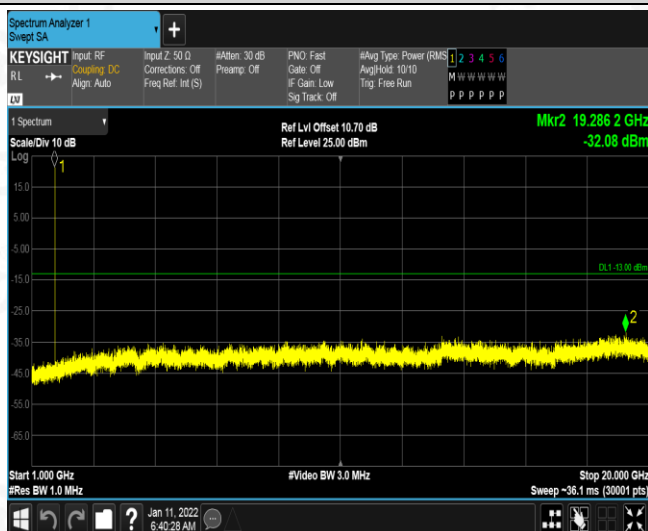 Spectrum Analyzer 1
Swept SA
+
KEYSIGHT
RL
LXI
Input: RF
Coupling: DC
Align: Auto
Input Z: 50 Ω
Corrections: Off
Freq Ref: Int (S)
#Atten: 30 dB
Preamp: Off
PNO: Fast
Gate: Off
IF Gain: Low
Sig Track: Off
#Avg Type: Power (RMS
Avg|Hold: 10/10
Trig: Free Run
1 2 3 4 5 6
M W W W W W
P P P P P P
1 Spectrum
Scale/Div 10 dB
Log
Ref Lvl Offset 10.70 dB
Ref Level 25.00 dBm
Mkr2 19.286 2 GHz
-32.08 dBm
1
15.0
5.00
-5.00
DL1 -13.00 dBm
-15.0
2
-35.0
-45.0
-55.0
-65.0
Start 1.000 GHz
#Res BW 1.0 MHz
#Video BW 3.0 MHz
Stop 20.000 GHz
Sweep ~36.1 ms (30001 pts)
?
Jan 11, 2022
6:40:28 AM